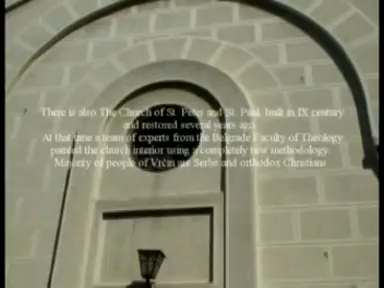 There is also The Church of St. Peter and St. Paul, built in IX century
and restored several years ago
At that time a team of experts from the Belgrade Faculty of Theology
painted the church interior using a completely new methodology.
Majority of people of Vrčin are Serbs and orthodox Christians